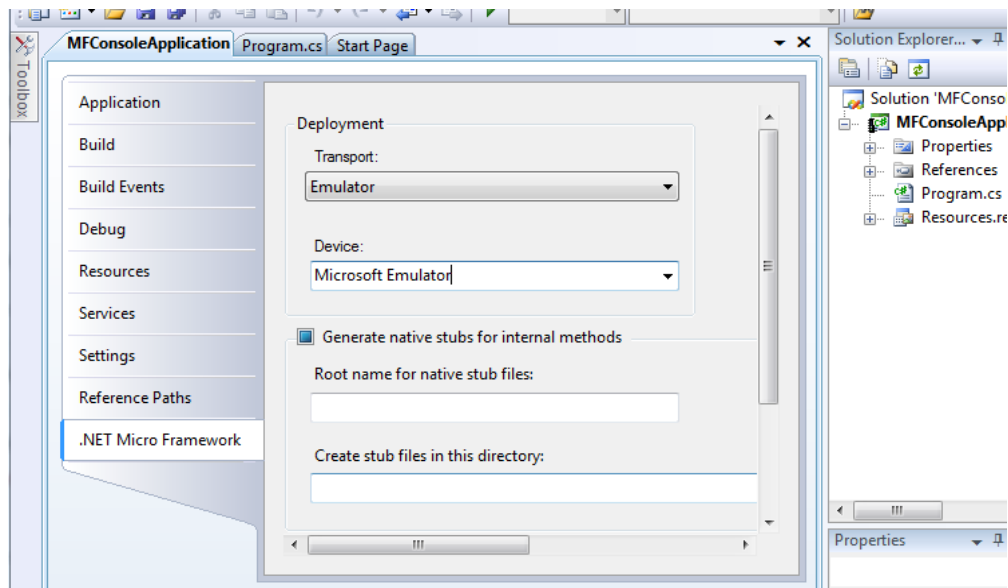 MFConsoleApplication Program.cs Start Page
Solution Explorer...
Toolbox
Application
Build
Build Events
Debug
Resources
Services
Settings
Reference Paths
.NET Micro Framework
Deployment
Transport:
Emulator
Device:
Microsoft Emulator
Generate native stubs for internal methods
Root name for native stub files:
Create stub files in this directory:
Solution 'MFConso
MFConsoleAppl
Properties
References
Program.cs
Resources.re
Properties